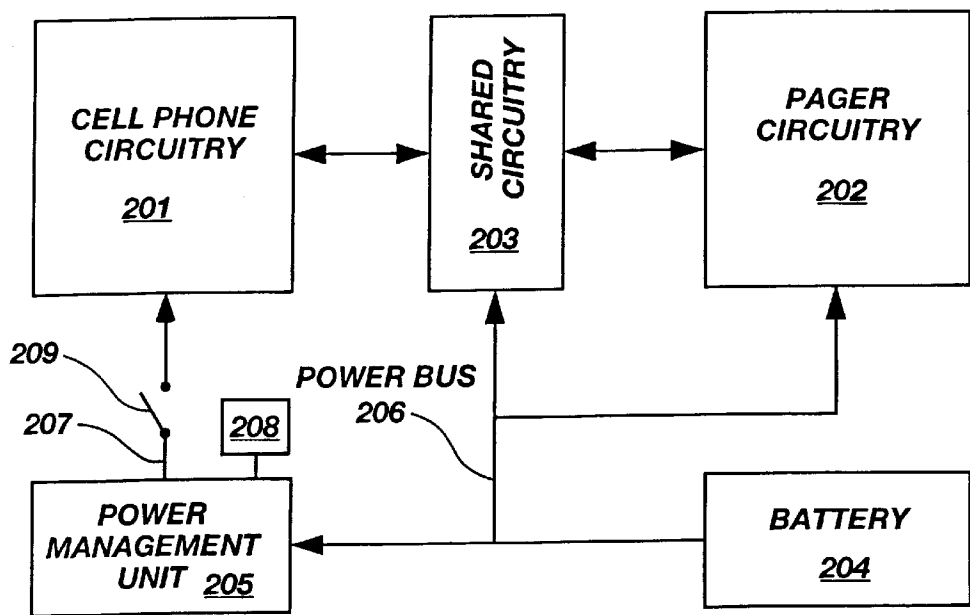 CELL PHONE
CIRCUITRY
201
SHARED
CIRCUITRY
203
PAGER
CIRCUITRY
202
209
207
208
POWER BUS
206
POWER
MANAGEMENT
UNIT 205
BATTERY
204